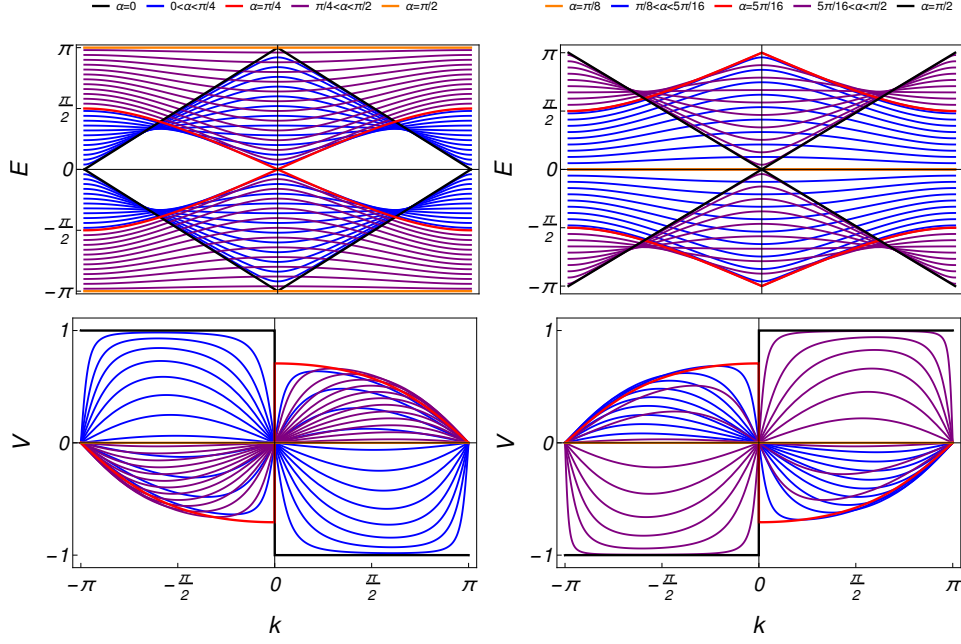 α=0 0<α<π/4 α=π/4 π/4<α<π/2 α=π/2
α=π/8 π/8<α<5π/16 α=5π/16 5π/16<α<π/2 α=π/2
π
π/2
0
-π/2
-π
E
π
π/2
0
-π/2
-π
E
1
0
-1
V
-π -π/2 0 π/2 π
k
1
0
-1
V
-π -π/2 0 π/2 π
k